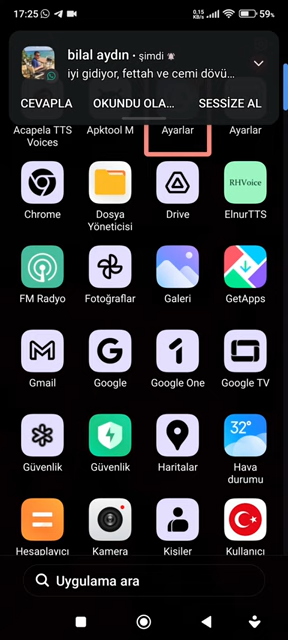 17:25
0,15
KB/s
59%
bilal aydın • şimdi
iyi gidiyor, fettah ve cemi dövü...
CEVAPLA OKUNDU OLA... SESSİZE AL
Acapela TTS Voices
Apktool M
Ayarlar
Ayarlar
RHVoice
Chrome
Dosya Yöneticisi
Drive
ElnurTTS
FM Radyo
Fotoğraflar
Galeri
GetApps
Gmail
Google
Google One
Google TV
32°
Güvenlik
Güvenlik
Haritalar
Hava durumu
Hesaplayıcı
Kamera
Kişiler
Kullanıcı
Uygulama ara